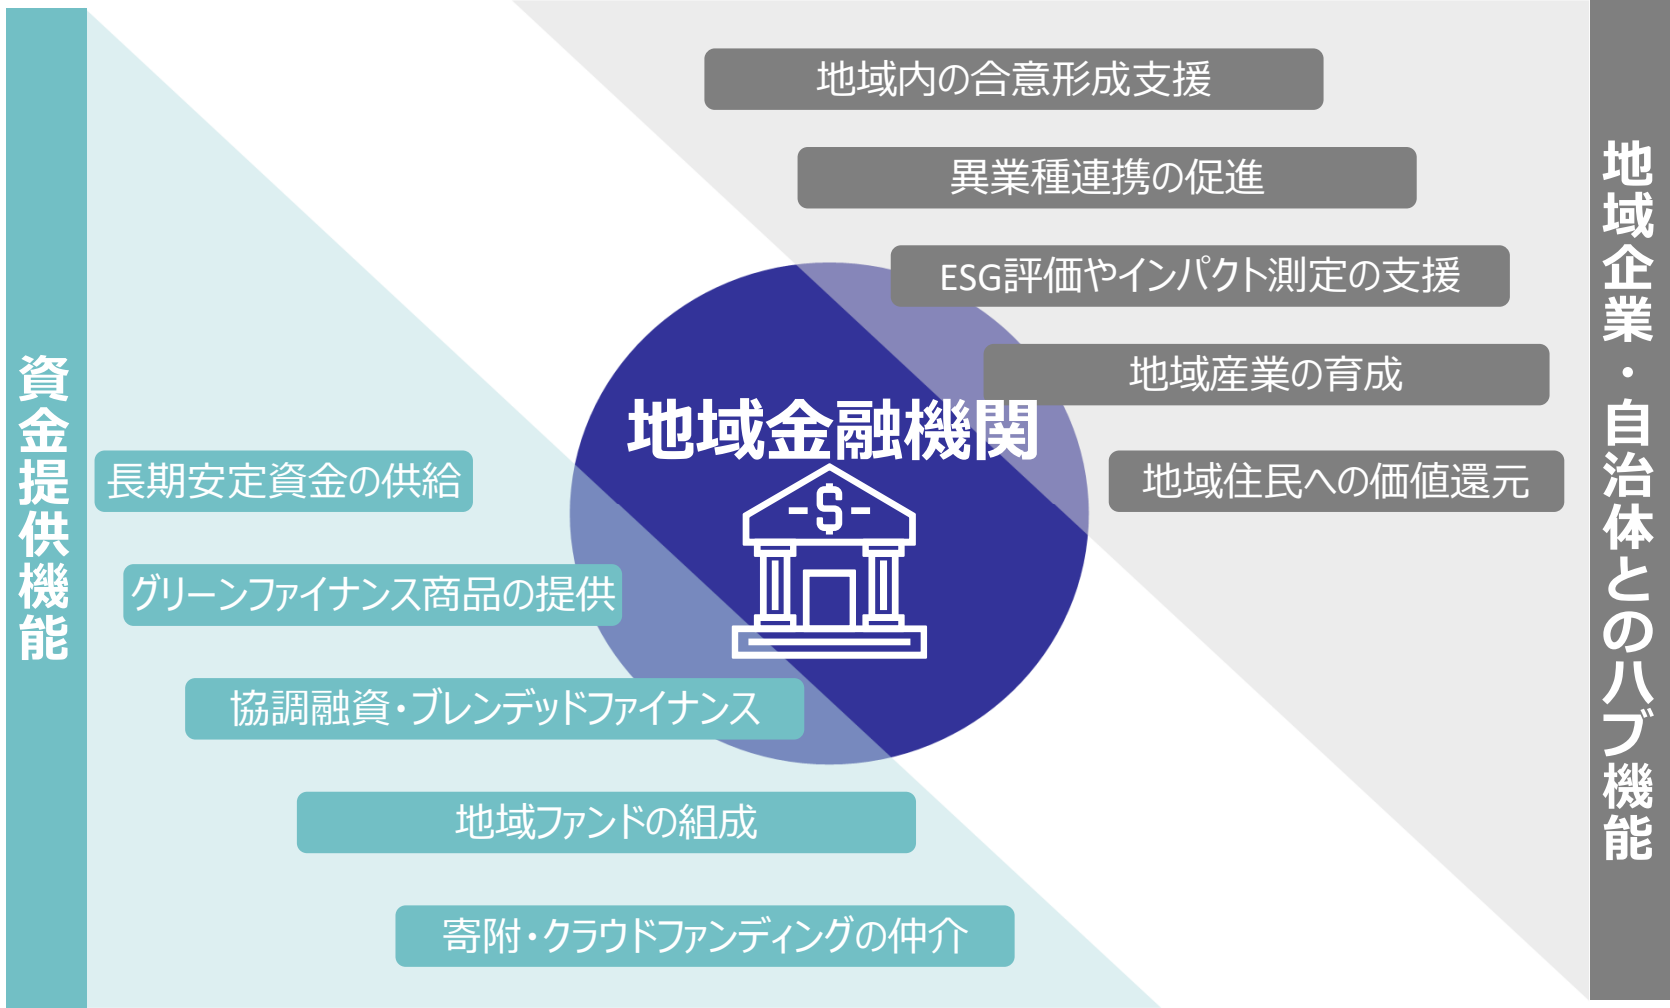 資金提供機能
長期安定資金の供給
グリーンファイナンス商品の提供
協調融資・ブレンデッドファイナンス
地域ファンドの組成
寄附・クラウドファンディングの仲介
地域金融機関
-$-
地域内の合意形成支援
異業種連携の促進
ESG評価やインパクト測定の支援
地域産業の育成
地域住民への価値還元
地域企業・自治体とのハブ機能